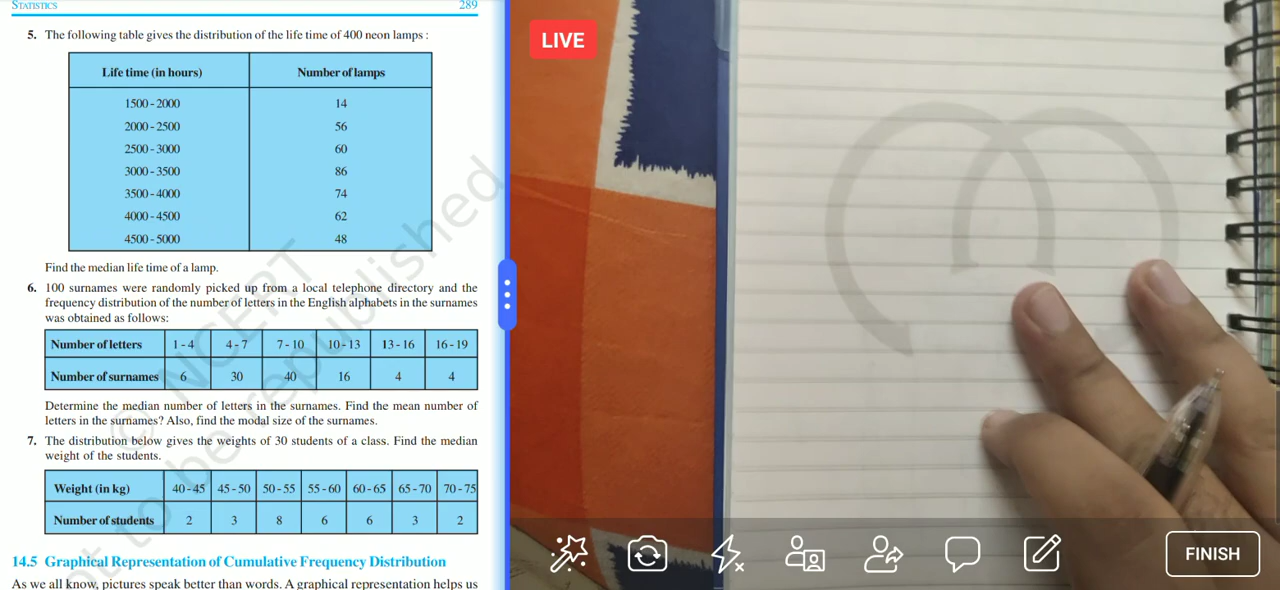 STATISTICS 289
5. The following table gives the distribution of the life time of 400 neon lamps :
Life time (in hours) Number of lamps
1500 - 2000 14
2000 - 2500 56
2500 - 3000 60
3000 - 3500 86
3500 - 4000 74
4000 - 4500 62
4500 - 5000 48
Find the median life time of a lamp.
6. 100 surnames were randomly picked up from a local telephone directory and the
frequency distribution of the number of letters in the English alphabets in the surnames
was obtained as follows:
Number of letters 1 - 4 4 - 7 7 - 10 10 - 13 13 - 16 16 - 19
Number of surnames 6 30 40 16 4 4
Determine the median number of letters in the surnames. Find the mean number of
letters in the surnames? Also, find the modal size of the surnames.
7. The distribution below gives the weights of 30 students of a class. Find the median
weight of the students.
Weight (in kg) 40 - 45 45 - 50 50 - 55 55 - 60 60 - 65 65 - 70 70 - 75
Number of students 2 3 8 6 6 3 2
14.5 Graphical Representation of Cumulative Frequency Distribution
As we all know, pictures speak better than words. A graphical representation helps us
© NCERT
not to be republished
LIVE
FINISH